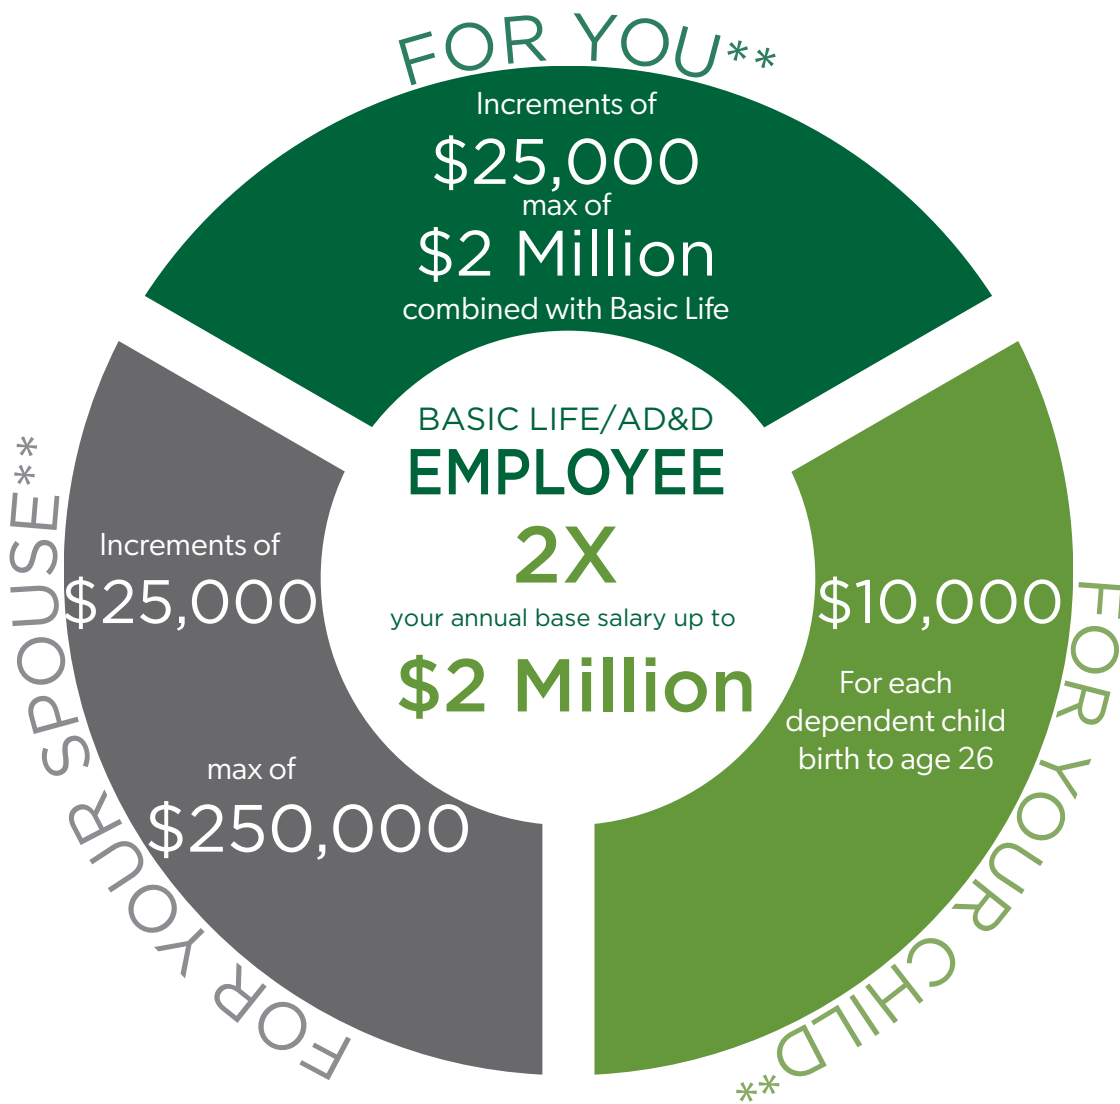 FOR YOU**
Increments of
$25,000
max of
$2 Million
combined with Basic Life
BASIC LIFE/AD&D
EMPLOYEE
2X
your annual base salary up to
$2 Million
FOR YOUR SPOUSE**
Increments of
$25,000
max of
$250,000
FOR YOUR CHILD**
$10,000
For each
dependent child
birth to age 26